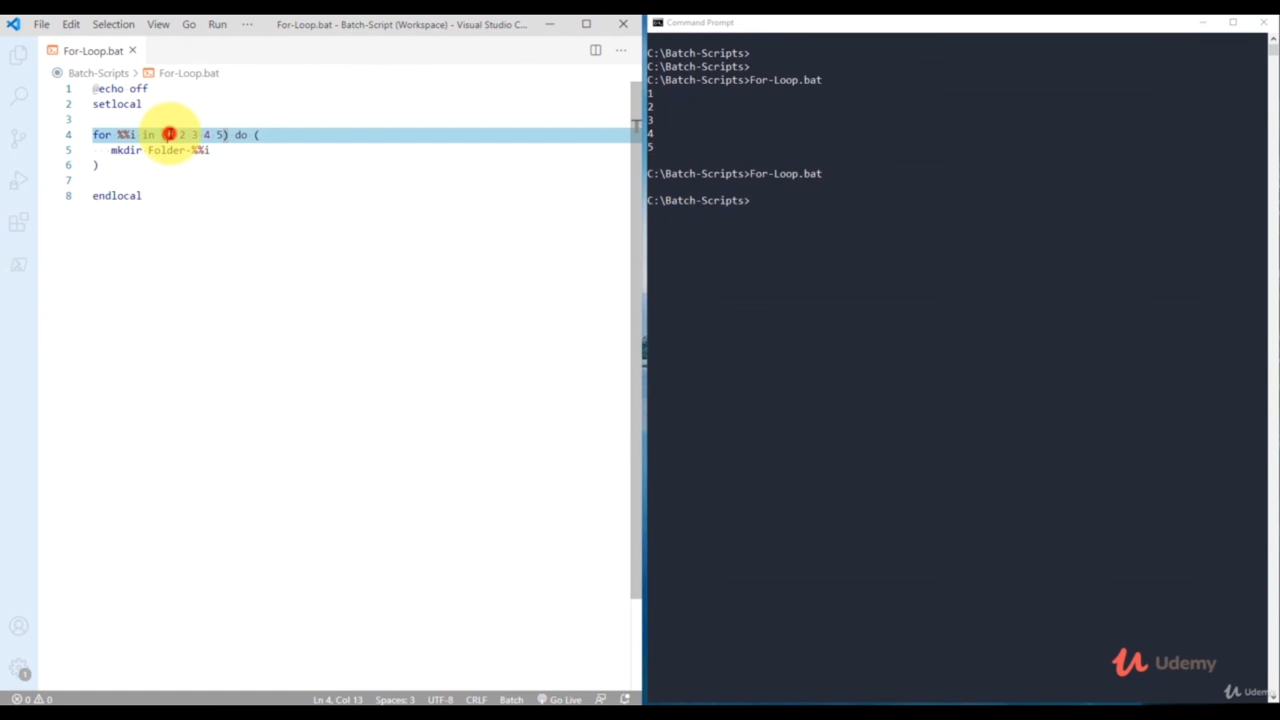 File Edit Selection View Go Run ··· For-Loop.bat - Batch-Script (Workspace) - Visual Studio C...
For-Loop.bat
Batch-Scripts > For-Loop.bat
1 @echo off
2 setlocal
3
4 for %%i in 2 3 4 5) do (
5 mkdir Folder-%%i
6 )
7
8 endlocal
1
0 0 Ln 4, Col 13 Spaces: 3 UTF-8 CRLF Batch Go Live
Command Prompt
C:\Batch-Scripts>
C:\Batch-Scripts>
C:\Batch-Scripts>For-Loop.bat
1
2
3
4
5
C:\Batch-Scripts>For-Loop.bat
C:\Batch-Scripts>
Udemy